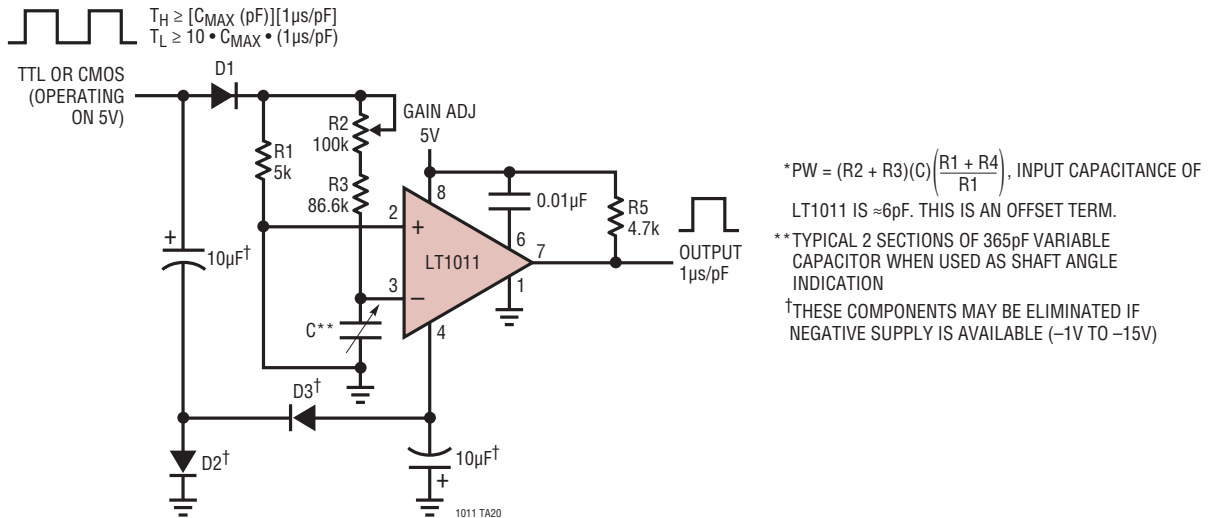 T_H ≥ [C_MAX (pF)][1µs/pF]
T_L ≥ 10 • C_MAX • (1µs/pF)
TTL OR CMOS
(OPERATING
ON 5V)
D1
R1
5k
R2
100k
GAIN ADJ
5V
R3
86.6k
2
+
3
–
LT1011
8
6
7
1
4
0.01µF
R5
4.7k
OUTPUT
1µs/pF
+
10µF†
C**
D3†
D2†
10µF†
+
1011 TA20
*PW = (R2 + R3)(C)((R1 + R4)/R1), INPUT CAPACITANCE OF
LT1011 IS ≈6pF. THIS IS AN OFFSET TERM.
**TYPICAL 2 SECTIONS OF 365pF VARIABLE
CAPACITOR WHEN USED AS SHAFT ANGLE
INDICATION
†THESE COMPONENTS MAY BE ELIMINATED IF
NEGATIVE SUPPLY IS AVAILABLE (–1V TO –15V)